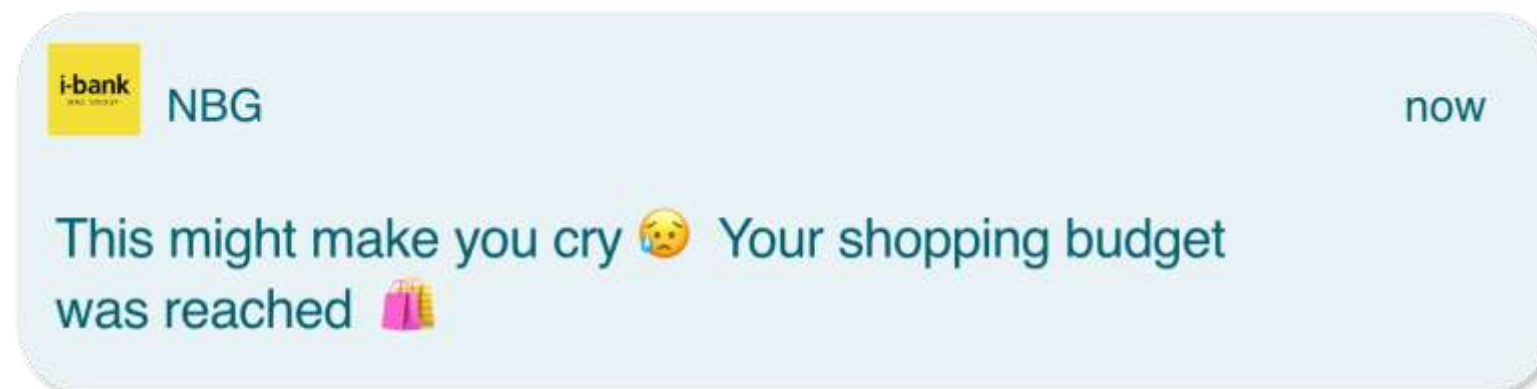 i-bank
NBG
now
This might make you cry 😥 Your shopping budget
was reached 🛍️